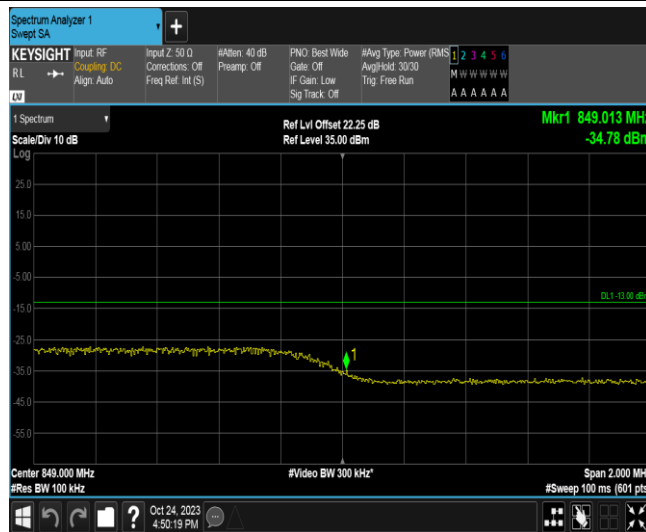 Spectrum Analyzer 1
Swept SA
KEYSIGHT
RL
LXI
Input: RF
Coupling: DC
Align: Auto
Input Z: 50 Ω
Corrections: Off
Freq Ref: Int (S)
#Atten: 40 dB
Preamp: Off
PNO: Best Wide
Gate: Off
IF Gain: Low
Sig Track: Off
#Avg Type: Power (RMS
Avg|Hold: 30/30
Trig: Free Run
1 2 3 4 5 6
M W W W W W
A A A A A A
1 Spectrum
Scale/Div 10 dB
Ref Lvl Offset 22.25 dB
Ref Level 35.00 dBm
Mkr1 849.013 MHz
-34.78 dBm
Log
25.0
15.0
5.00
-5.00
-15.0
DL1 -13.00 dBm
-25.0
1
-35.0
-45.0
-55.0
Center 849.000 MHz
#Video BW 300 kHz*
Span 2.000 MH
#Res BW 100 kHz
#Sweep 100 ms (601 pts
?
Oct 24, 2023
4:50:19 PM